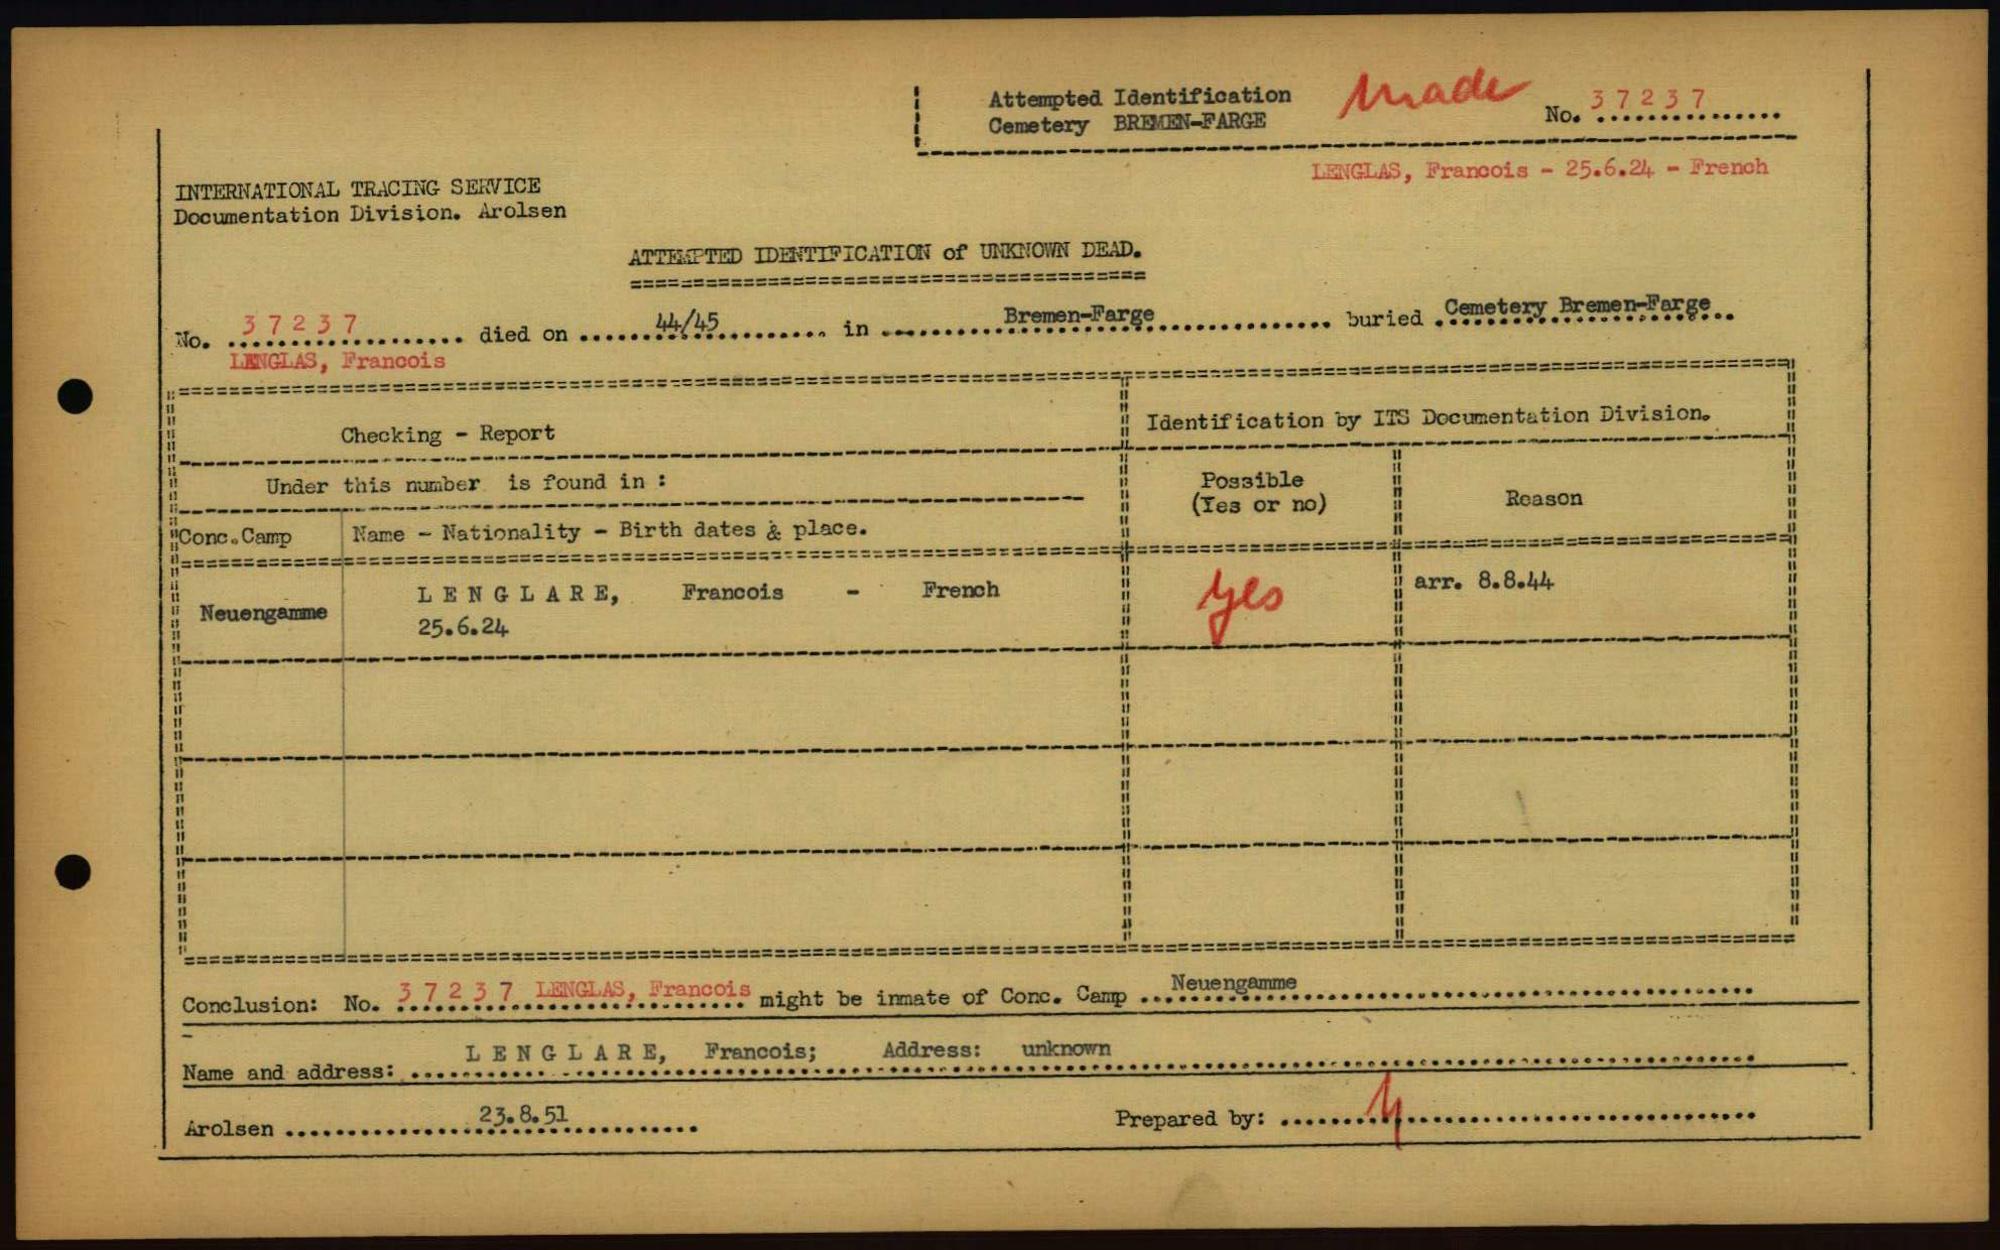 Attempted Identification made No. 37237
Cemetery BREMEN-FARGE
LENGLAS, Francois - 25.6.24 - French
INTERNATIONAL TRACING SERVICE
Documentation Division. Arolsen
ATTEMPTED IDENTIFICATION of UNKNOWN DEAD.
No. 37237 died on 44/45 in Bremen-Farge buried Cemetery Bremen-Farge
LENGLAS, Francois
Checking - Report
Identification by ITS Documentation Division.
Under this number is found in :
Possible
(Yes or no)
Reason
Conc.Camp Name - Nationality - Birth dates & place.
Neuengamme LENGLARE, Francois - French yes arr. 8.8.44
25.6.24
Conclusion: No. 37237 LENGLAS, Francois might be inmate of Conc. Camp Neuengamme
Name and address: LENGLARE, Francois; Address: unknown
Arolsen 23.8.51 Prepared by: